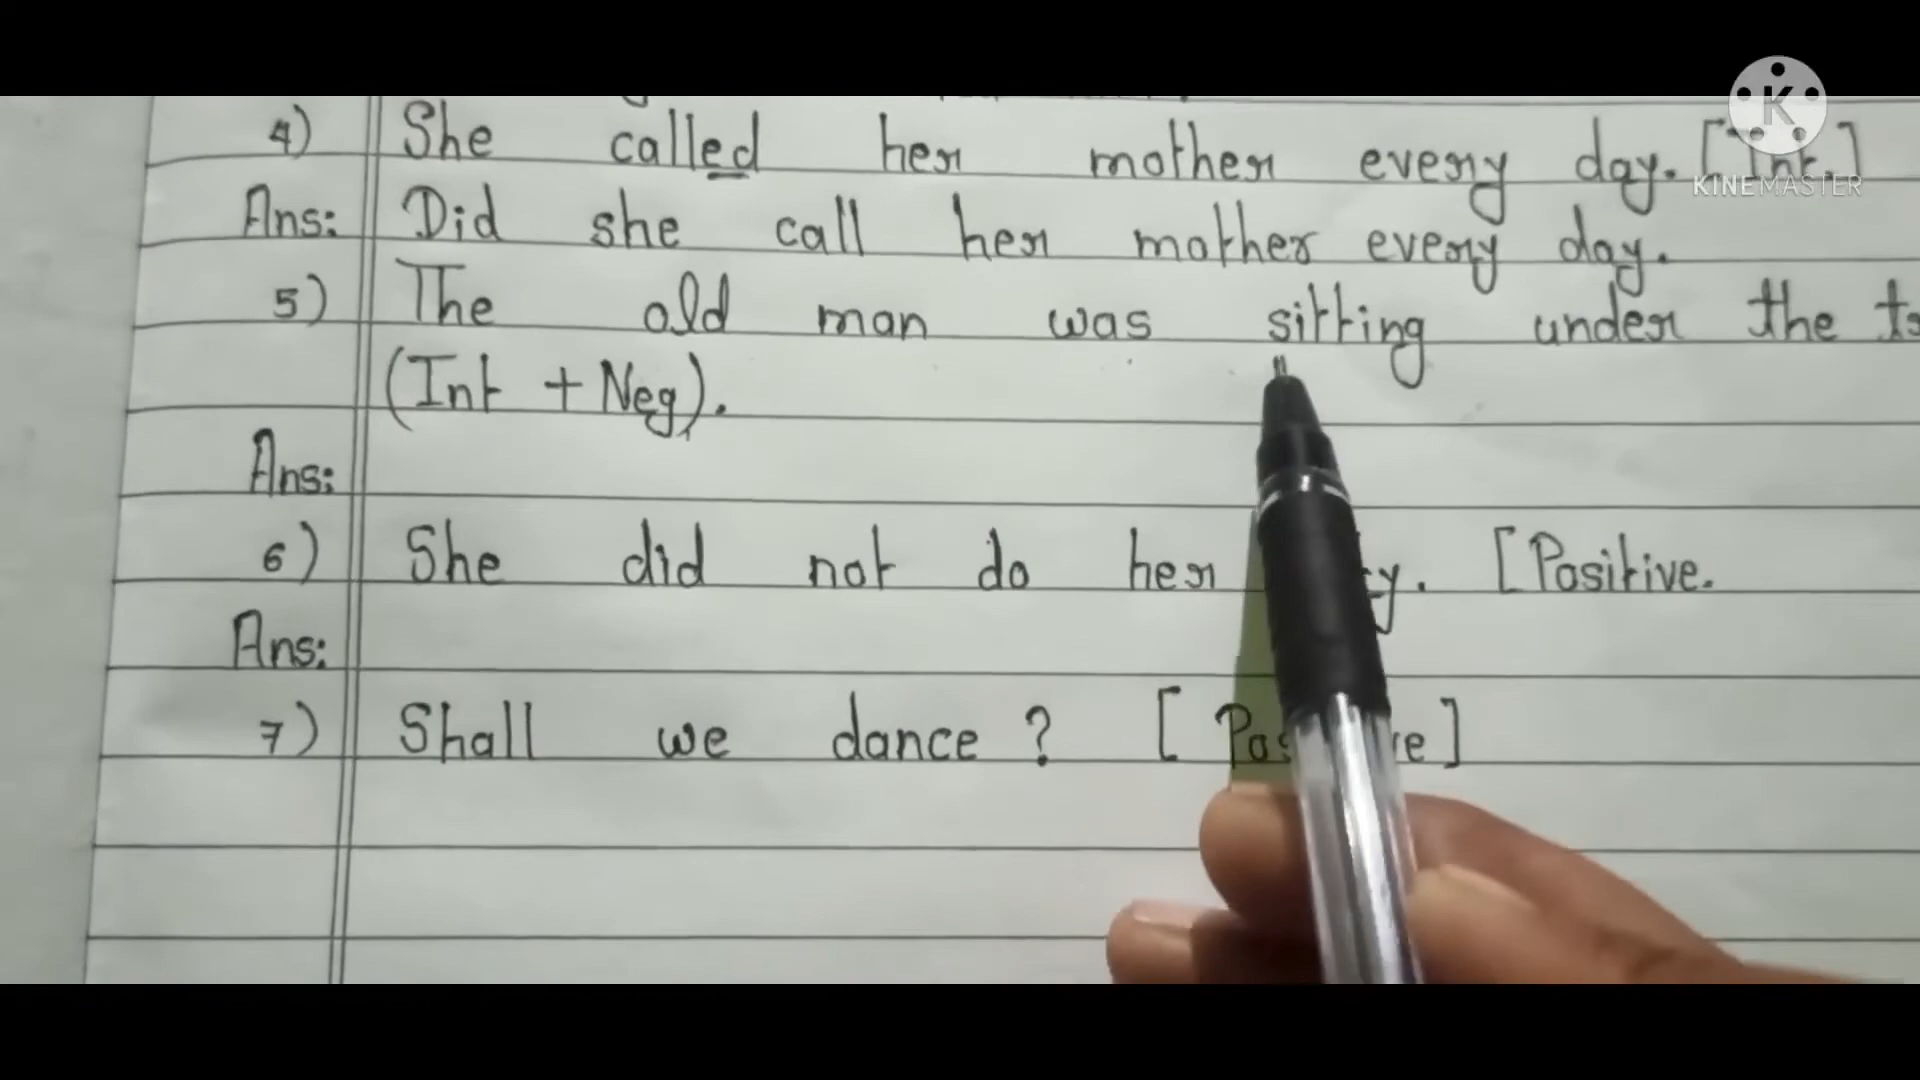 4) She called her mother every day. [Int.]
KINEMASTER
Ans: Did she call her mother every day.
5) The old man was sitting under the
(Int + Neg).
Ans:
6) She did not do her [Positive.
Ans:
7) Shall we dance ? [